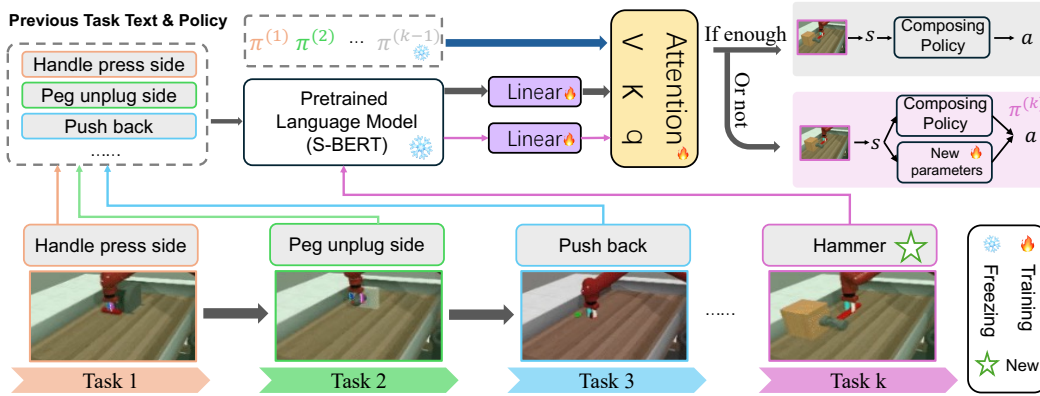 Previous Task Text & Policy
Handle press side
Peg unplug side
Push back
......
π^(1) π^(2) ... π^(k−1)
Pretrained
Language Model
(S-BERT)
Linear
Linear
Attention
V K q
If enough
Or not
s
Composing
Policy
a
s
Composing
Policy
New
parameters
π^(k)
a
Handle press side
Peg unplug side
Push back
Hammer
......
Task 1
Task 2
Task 3
Task k
Freezing
Training
New